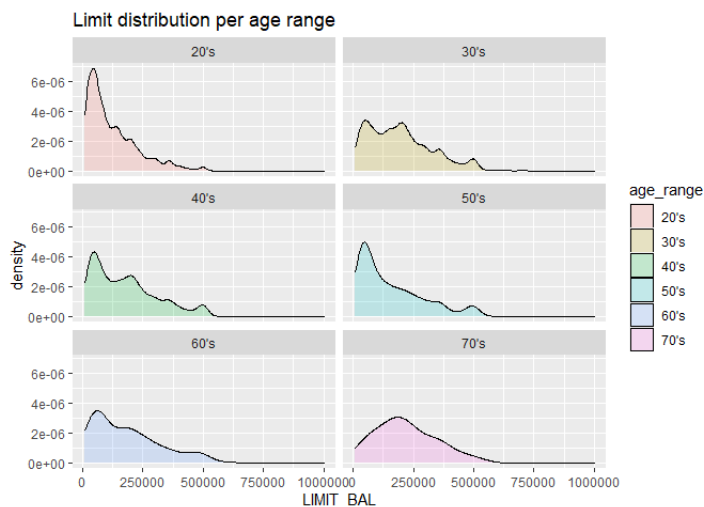 Limit distribution per age range
20's
30's
6e-06
4e-06
2e-06
0e+00
40's
50's
6e-06
4e-06
2e-06
0e+00
60's
70's
6e-06
4e-06
2e-06
0e+00
density
0 250000 500000 750000 1000000
0 250000 500000 750000 1000000
LIMIT_BAL
age_range
20's
30's
40's
50's
60's
70's